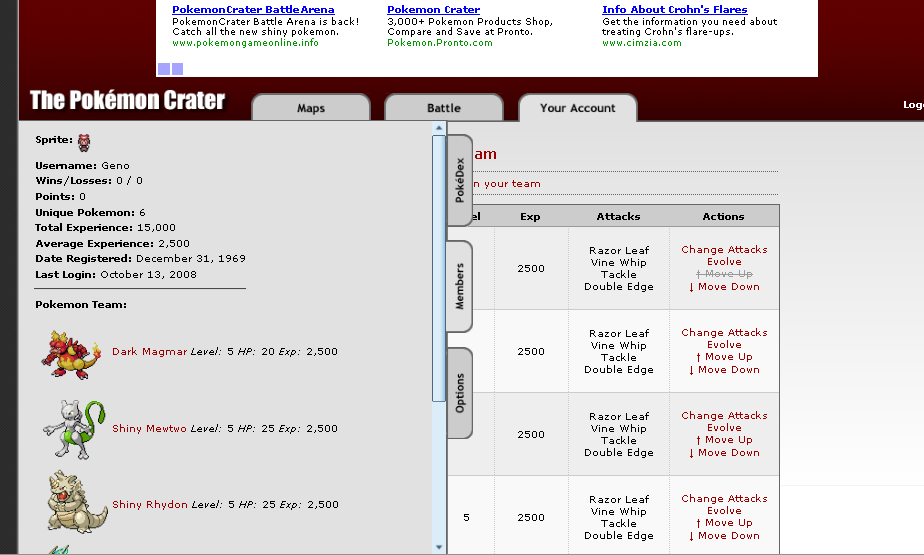 PokemonCrater BattleArena
PokemonCrater Battle Arena is back!
Catch all the new shiny pokemon.
www.pokemongameonline.info
Pokemon Crater
3,000+ Pokemon Products Shop,
Compare and Save at Pronto.
Pokemon.Pronto.com
Info About Crohn's Flares
Get the information you need about
treating Crohn's flare-ups.
www.cimzia.com
The Pokémon Crater
Maps
Battle
Your Account
Log
Sprite:
Username: Geno
Wins/Losses: 0 / 0
Points: 0
Unique Pokemon: 6
Total Experience: 15,000
Average Experience: 2,500
Date Registered: December 31, 1969
Last Login: October 13, 2008
Pokemon Team:
Dark Magmar Level: 5 HP: 20 Exp: 2,500
Shiny Mewtwo Level: 5 HP: 25 Exp: 2,500
Shiny Rhydon Level: 5 HP: 25 Exp: 2,500
PokéDex
Members
Options
am
n your team
el Exp Attacks Actions
2500
Razor Leaf
Vine Whip
Tackle
Double Edge
Change Attacks
Evolve
↑ Move Up
↓ Move Down
2500
Razor Leaf
Vine Whip
Tackle
Double Edge
Change Attacks
Evolve
↑ Move Up
↓ Move Down
2500
Razor Leaf
Vine Whip
Tackle
Double Edge
Change Attacks
Evolve
↑ Move Up
↓ Move Down
5 2500
Razor Leaf
Vine Whip
Tackle
Double Edge
Change Attacks
Evolve
↑ Move Up
↓ Move Down